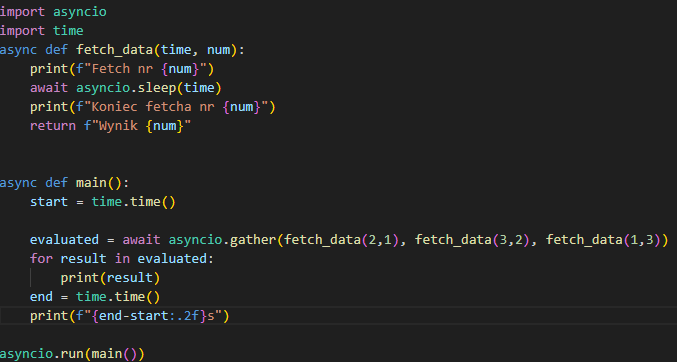 import asyncio
import time
async def fetch_data(time, num):
    print(f"Fetch nr {num}")
    await asyncio.sleep(time)
    print(f"Koniec fetcha nr {num}")
    return f"Wynik {num}"
async def main():
    start = time.time()
    evaluated = await asyncio.gather(fetch_data(2,1), fetch_data(3,2), fetch_data(1,3))
    for result in evaluated:
        print(result)
    end = time.time()
    print(f"{end-start:.2f}s")
asyncio.run(main())